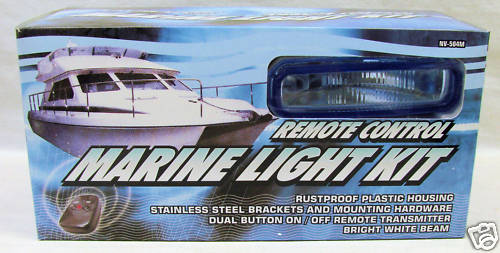 NV-504M
REMOTE CONTROL
MARINE LIGHT KIT
RUSTPROOF PLASTIC HOUSING
STAINLESS STEEL BRACKETS AND MOUNTING HARDWARE
DUAL BUTTON ON / OFF REMOTE TRANSMITTER
BRIGHT WHITE BEAM